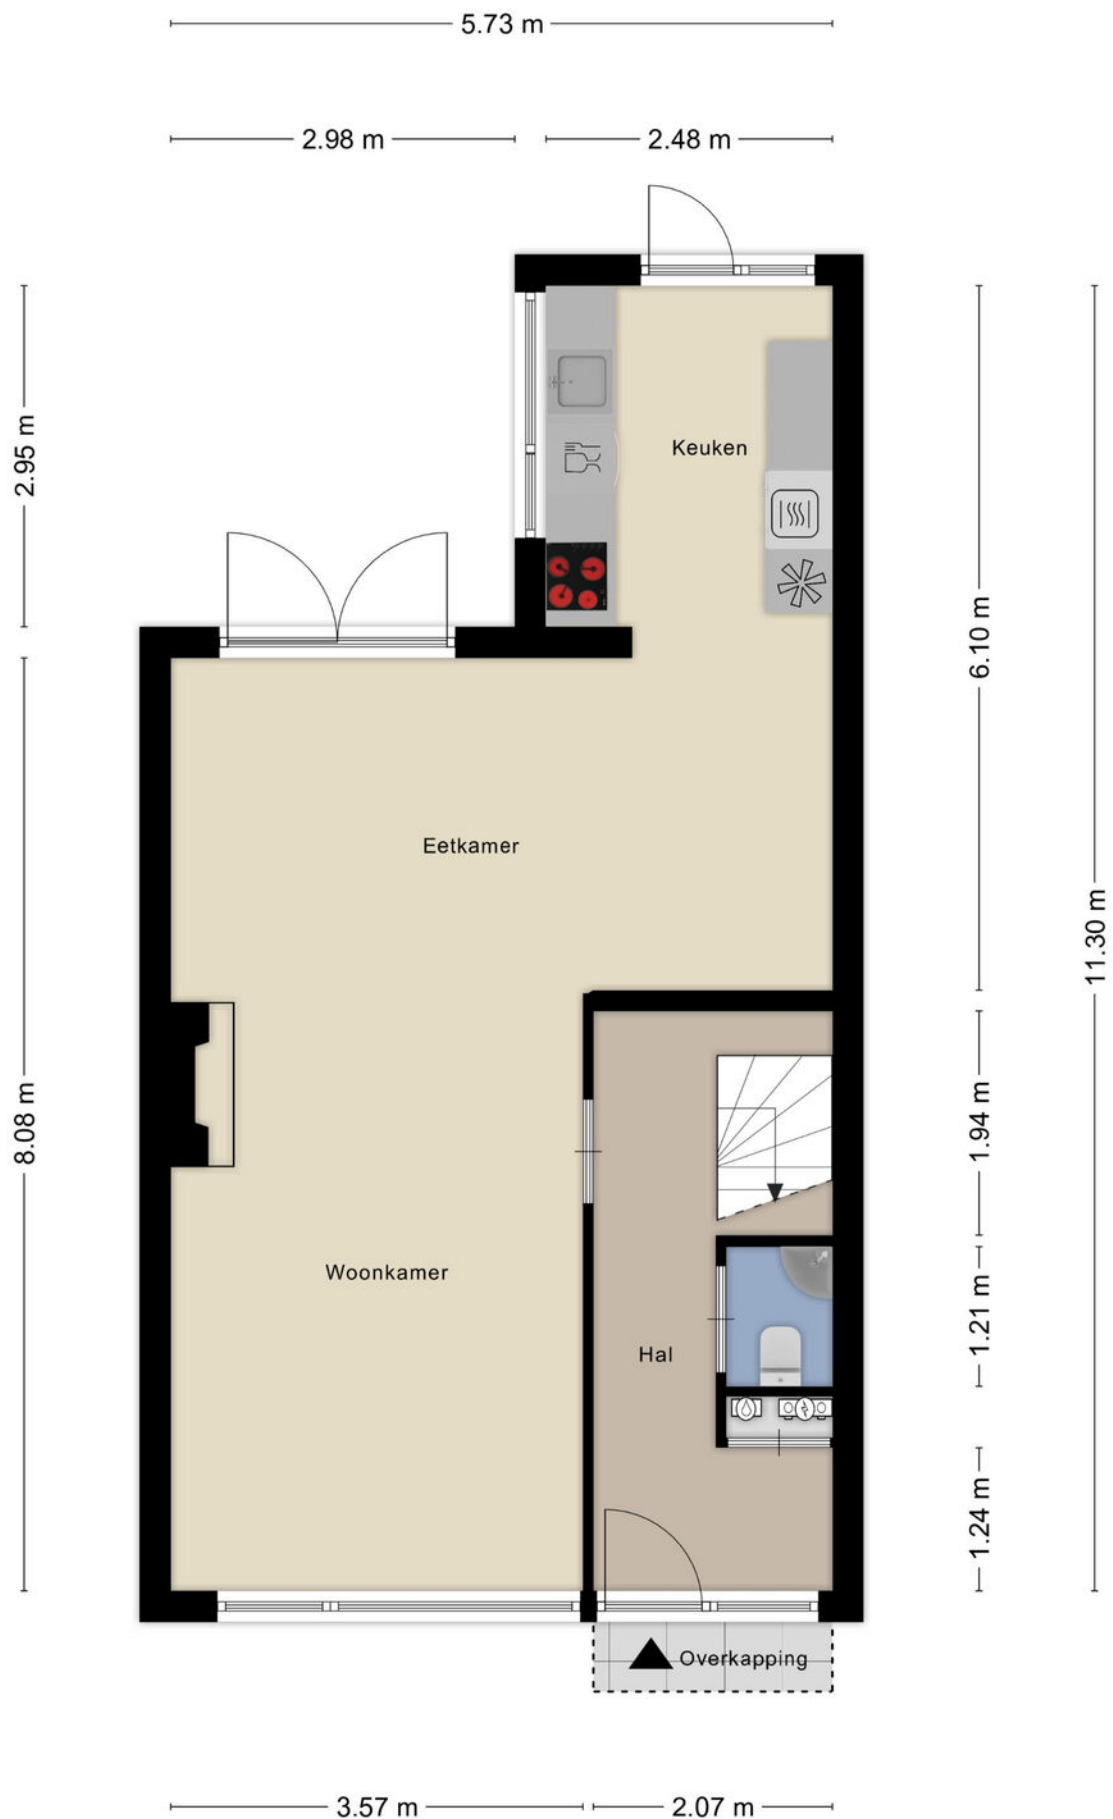 5.73 m
2.98 m
2.48 m
2.95 m
Keuken
6.10 m
Eetkamer
11.30 m
8.08 m
1.94 m
Woonkamer
1.21 m
Hal
1.24 m
Overkapping
3.57 m
2.07 m